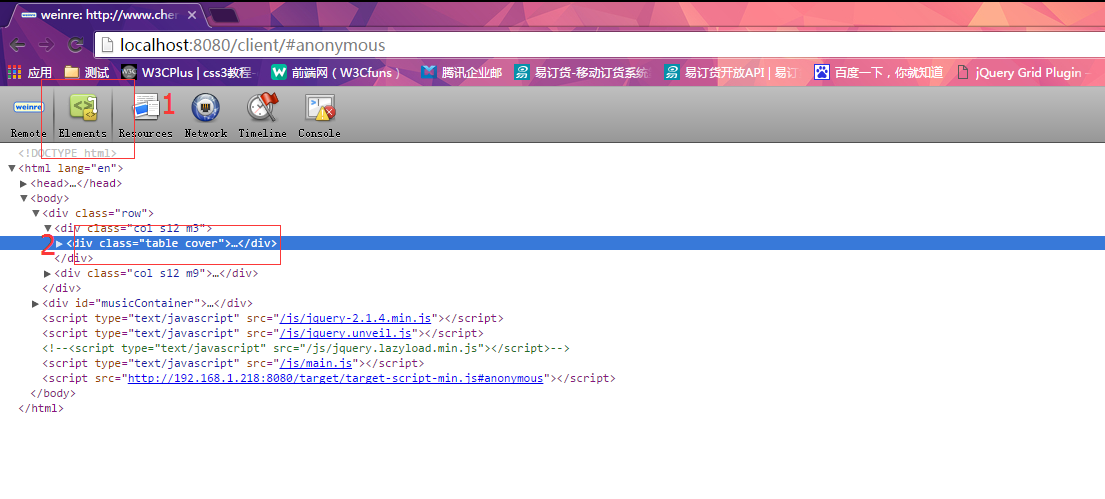 weinre: http://www.cher
localhost:8080/client/#anonymous
应用 测试 W3CPlus | css3教程- 前端网（W3Cfuns） 腾讯企业邮 易订货-移动订货系统 易订货开放API | 易订 百度一下，你就知道 jQuery Grid Plugin –
weinre 1
Remote Elements Resources Network Timeline Console
<!DOCTYPE html>
▼<html lang="en">
▶<head>…</head>
▼<body>
▼<div class="row">
▼<div class="col s12 m3">
2 ▶<div class="table cover">…</div>
</div>
▶<div class="col s12 m9">…</div>
</div>
▶<div id="musicContainer">…</div>
<script type="text/javascript" src="/js/jquery-2.1.4.min.js"></script>
<script type="text/javascript" src="/js/jquery.unveil.js"></script>
<!--<script type="text/javascript" src="/js/jquery.lazyload.min.js"></script>-->
<script type="text/javascript" src="/js/main.js"></script>
<script src="http://192.168.1.218:8080/target/target-script-min.js#anonymous"></script>
</body>
</html>